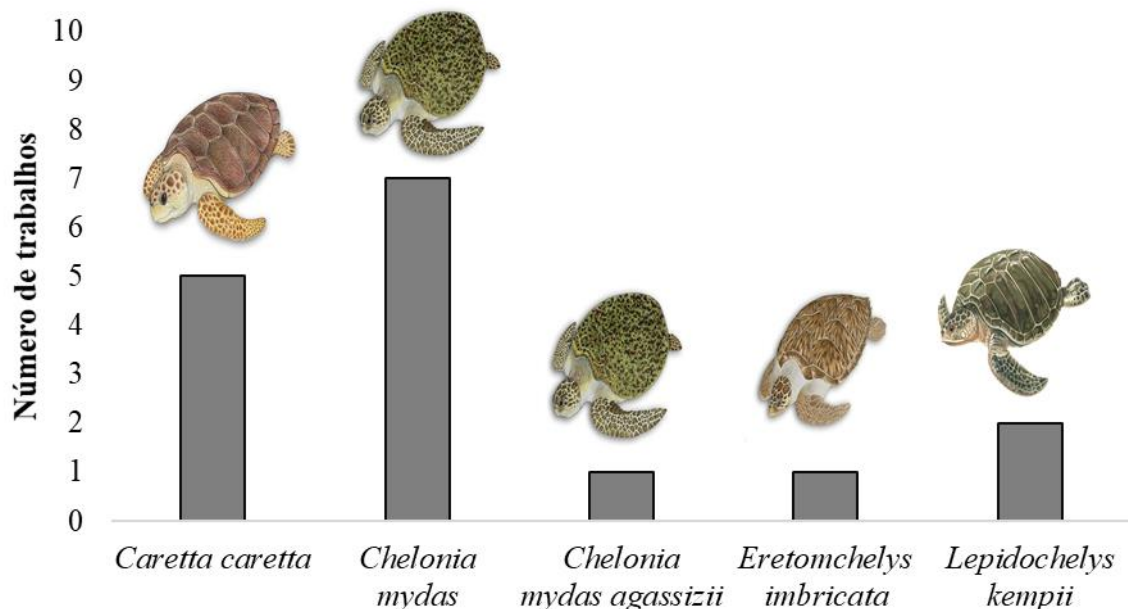 Número de trabalhos
10
9
8
7
6
5
4
3
2
1
0
Caretta caretta
Chelonia
mydas
Chelonia
mydas agassizii
Eretomchelys
imbricata
Lepidochelys
kempii